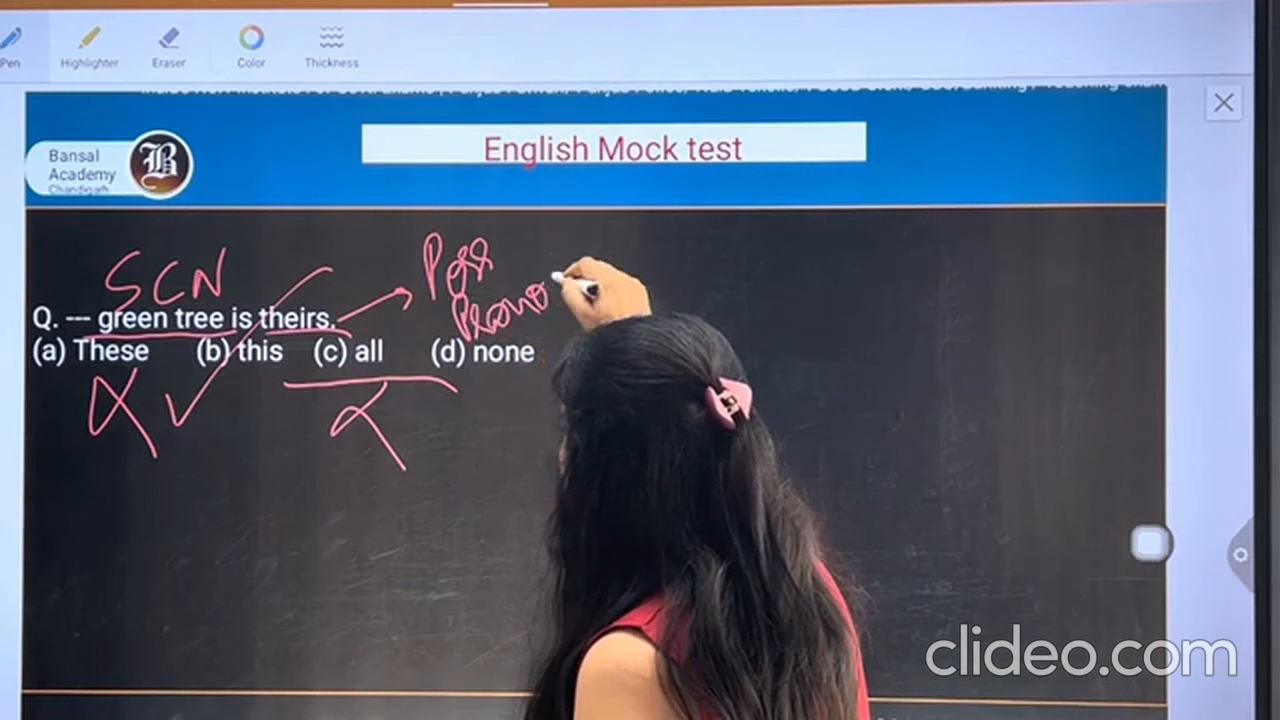 Pen
Highlighter
Eraser
Color
Thickness
Bansal
Academy
Chandigarh
B
English Mock test
SCN
Poss
Prono
Q. --- green tree is theirs.
(a) These (b) this (c) all (d) none
clideo.com